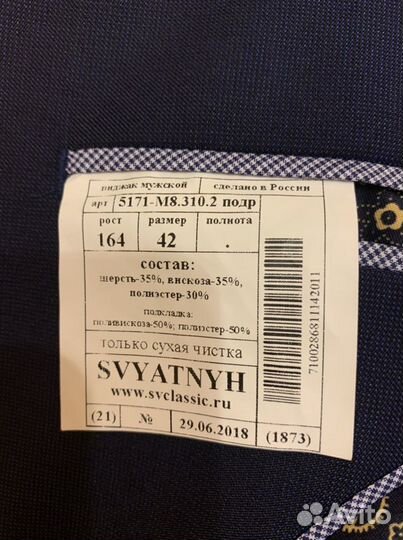 пиджак мужской сделано в России
арт 5171-М8.310.2 подр
рост размер полнота
164 42 .
состав:
шерсть-35%, вискоза-35%,
полиэстер-30%
подкладка:
поливискоза-50%; полиэстер-50%
только сухая чистка
SVYATNYH
www.svclassic.ru
(21) № 29.06.2018 (1873)
7100286811142011
Avito